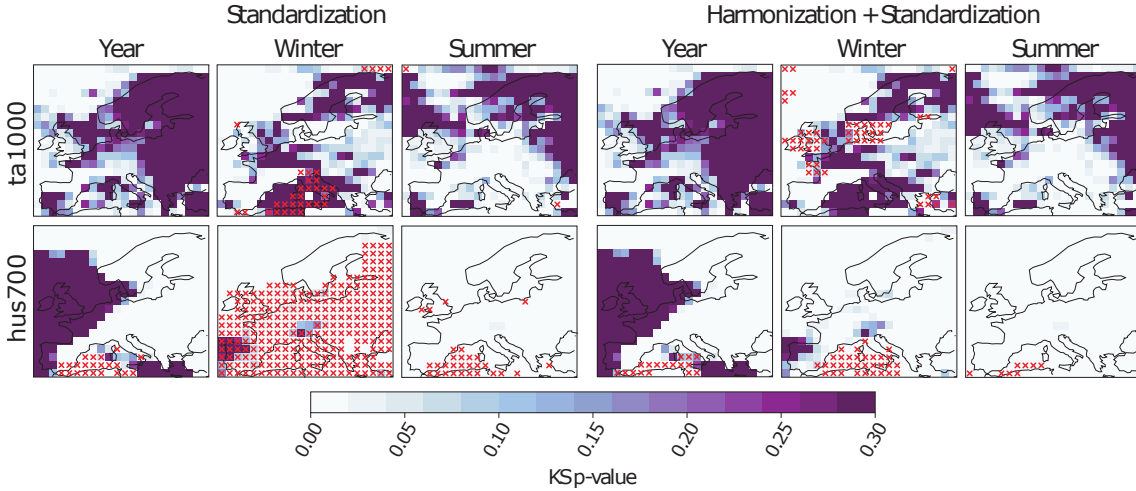 Standardization Harmonization + Standardization
Year Winter Summer Year Winter Summer
ta1000
hus700
0.00 0.05 0.10 0.15 0.20 0.25 0.30
KS p-value